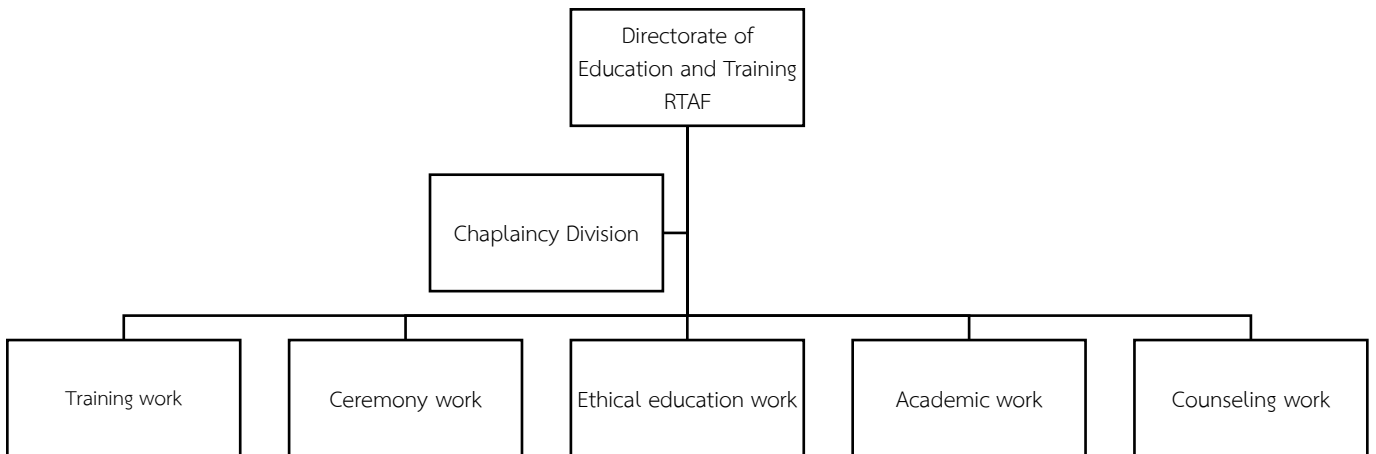 Directorate of
Education and Training
RTAF
Chaplaincy Division
Training work
Ceremony work
Ethical education work
Academic work
Counseling work